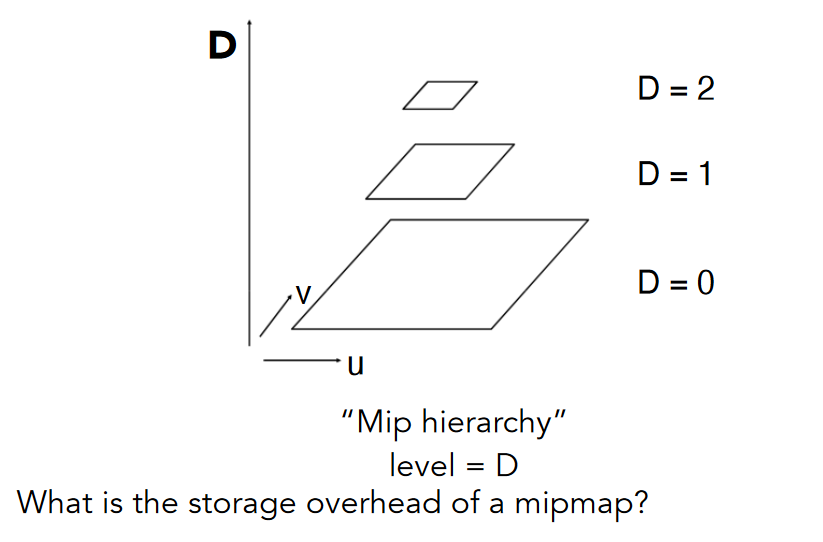 D
D = 2
D = 1
D = 0
v
u
“Mip hierarchy”
level = D
What is the storage overhead of a mipmap?